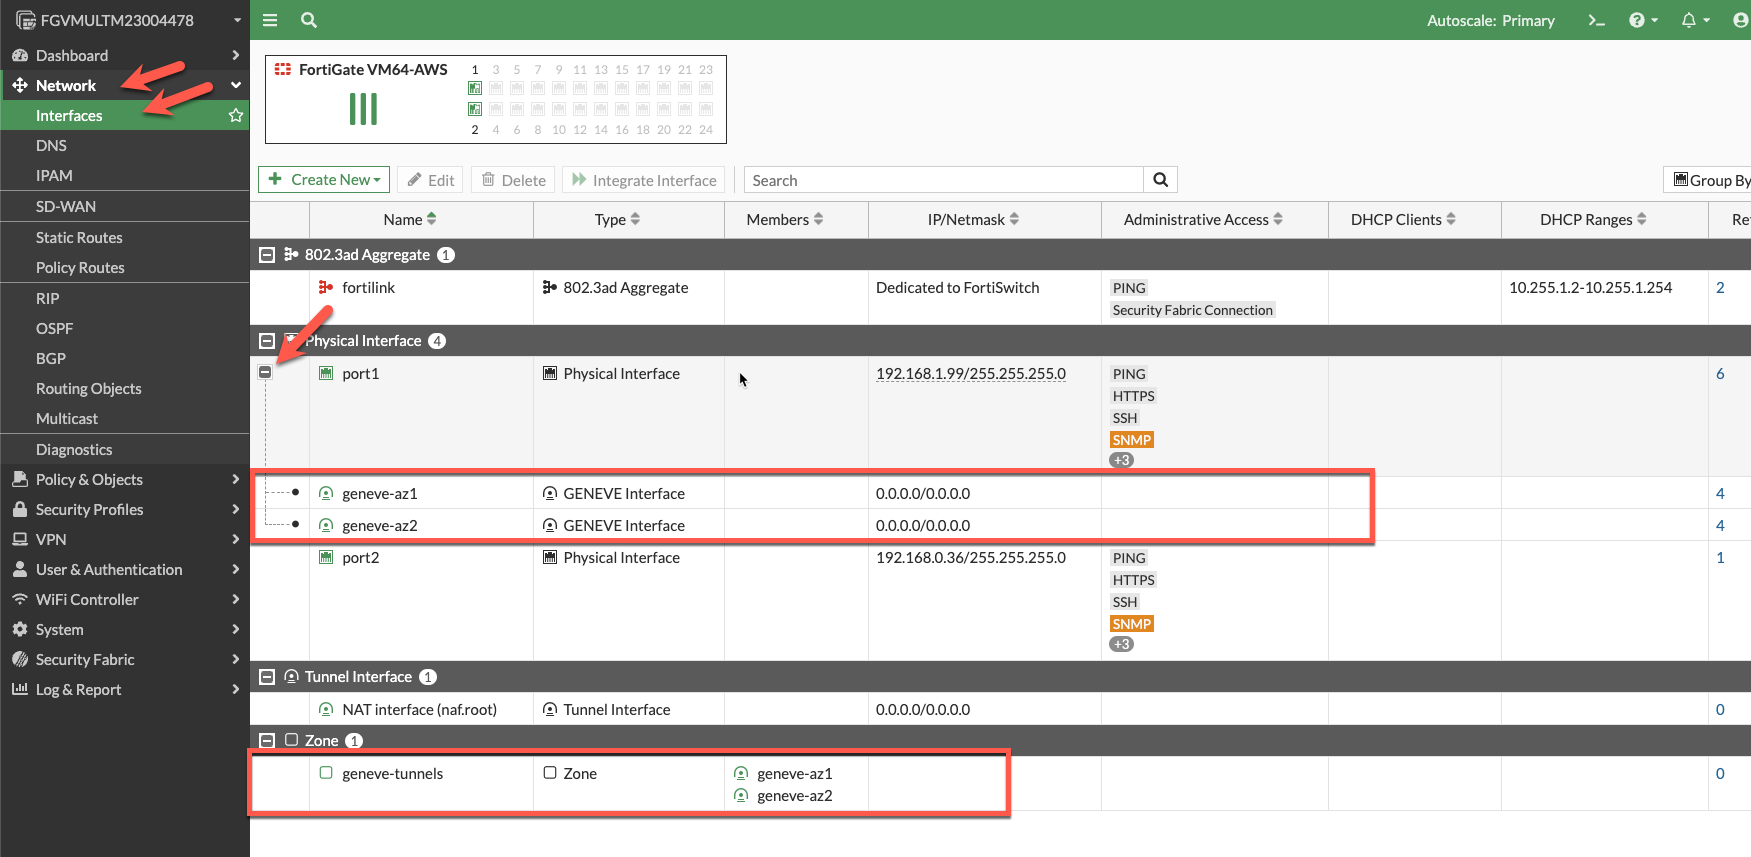 FGVMULTM23004478
Autoscale: Primary
Dashboard
Network
Interfaces
DNS
IPAM
SD-WAN
Static Routes
Policy Routes
RIP
OSPF
BGP
Routing Objects
Multicast
Diagnostics
Policy & Objects
Security Profiles
VPN
User & Authentication
WiFi Controller
System
Security Fabric
Log & Report
FortiGate VM64-AWS
1 3 5 7 9 11 13 15 17 19 21 23
2 4 6 8 10 12 14 16 18 20 22 24
Create New Edit Delete Integrate Interface Search Group By
Name Type Members IP/Netmask Administrative Access DHCP Clients DHCP Ranges
802.3ad Aggregate 1
fortilink 802.3ad Aggregate Dedicated to FortiSwitch PING 10.255.1.2-10.255.1.254 2
Security Fabric Connection
Physical Interface 4
port1 Physical Interface 192.168.1.99/255.255.255.0 PING 6
HTTPS
SSH
SNMP
+3
geneve-az1 GENEVE Interface 0.0.0.0/0.0.0.0 4
geneve-az2 GENEVE Interface 0.0.0.0/0.0.0.0 4
port2 Physical Interface 192.168.0.36/255.255.255.0 PING 1
HTTPS
SSH
SNMP
+3
Tunnel Interface 1
NAT interface (naf.root) Tunnel Interface 0.0.0.0/0.0.0.0 0
Zone 1
geneve-tunnels Zone geneve-az1 0
geneve-az2